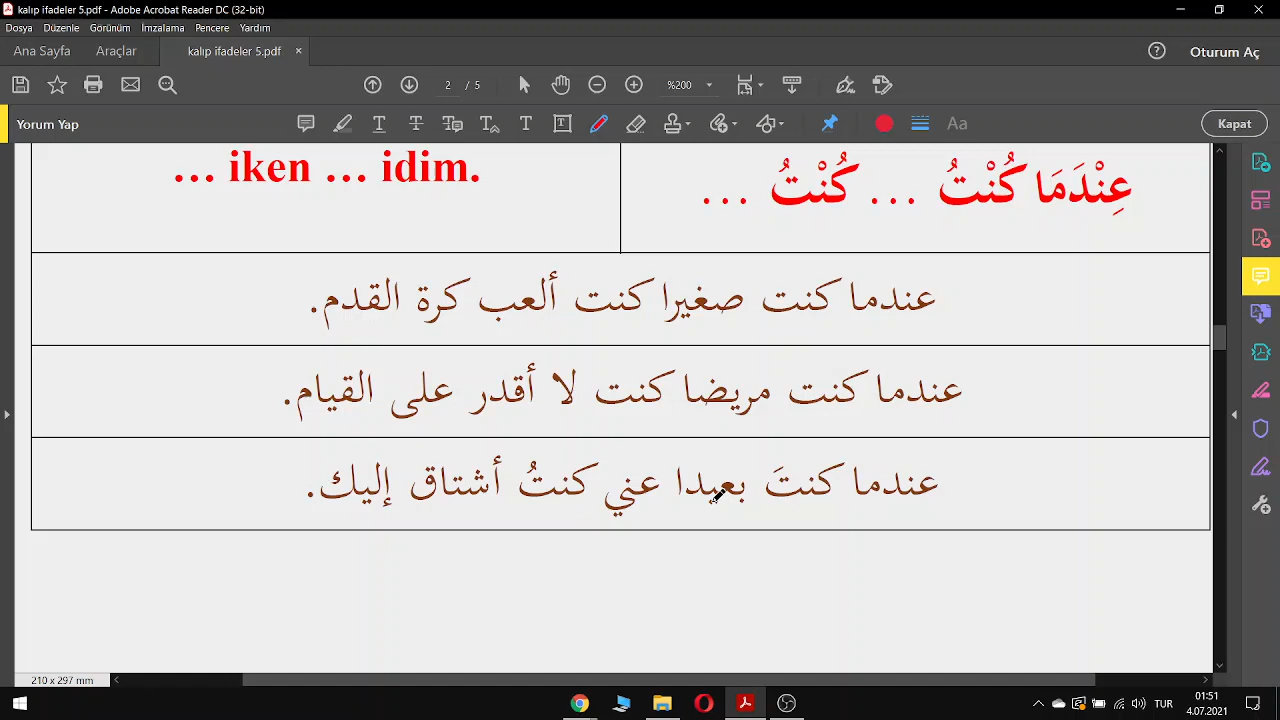 kalıp ifadeler 5.pdf - Adobe Acrobat Reader DC (32-bit)
Dosya Düzenle Görünüm İmzalama Pencere Yardım
Ana Sayfa Araçlar kalıp ifadeler 5.pdf × Oturum Aç
2 / 5 %200
Yorum Yap Aa Kapat
... iken ... idim.
عِنْدَمَا كُنْتُ ... كُنْتُ ...
عندما كنت صغيرا كنت ألعب كرة القدم.
عندما كنت مريضا كنت لا أقدر على القيام.
عندما كنتَ بعيدا عني كنتُ أشتاق إليك.
210 x 297 mm
TUR 01:51
4.07.2021